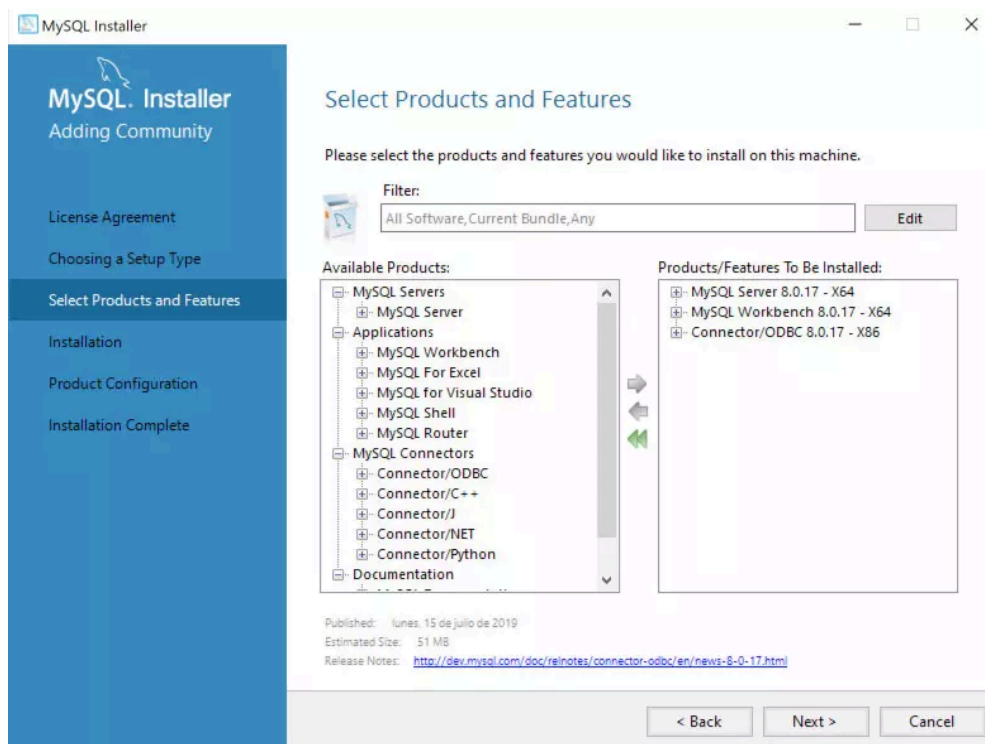 MySQL Installer
MySQL. Installer
Adding Community
License Agreement
Choosing a Setup Type
Select Products and Features
Installation
Product Configuration
Installation Complete
Select Products and Features
Please select the products and features you would like to install on this machine.
Filter:
All Software,Current Bundle,Any
Edit
Available Products:
MySQL Servers
MySQL Server
Applications
MySQL Workbench
MySQL For Excel
MySQL for Visual Studio
MySQL Shell
MySQL Router
MySQL Connectors
Connector/ODBC
Connector/C++
Connector/J
Connector/NET
Connector/Python
Documentation
Products/Features To Be Installed:
MySQL Server 8.0.17 - X64
MySQL Workbench 8.0.17 - X64
Connector/ODBC 8.0.17 - X86
Published: lunes, 15 de julio de 2019
Estimated Size: 51 MB
Release Notes: http://dev.mysql.com/doc/relnotes/connector-odbc/en/news-8-0-17.html
< Back
Next >
Cancel